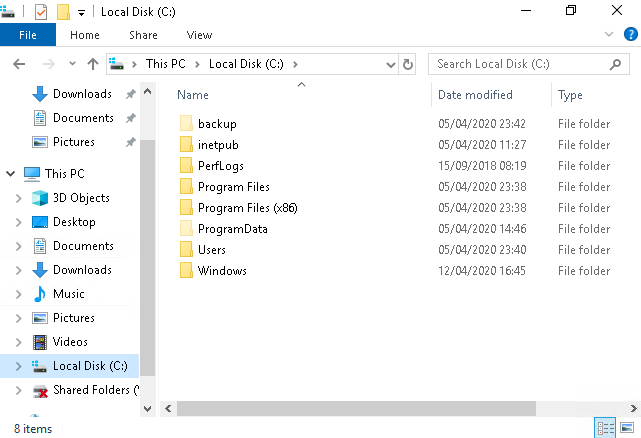 Local Disk (C:)
File Home Share View
This PC Local Disk (C:) Search Local Disk (C:)
Downloads
Documents
Pictures
This PC
3D Objects
Desktop
Documents
Downloads
Music
Pictures
Videos
Local Disk (C:)
Shared Folders (
Name Date modified Type
backup 05/04/2020 23:42 File folder
inetpub 05/04/2020 11:27 File folder
PerfLogs 15/09/2018 08:19 File folder
Program Files 05/04/2020 23:38 File folder
Program Files (x86) 05/04/2020 23:38 File folder
ProgramData 05/04/2020 14:46 File folder
Users 05/04/2020 23:40 File folder
Windows 12/04/2020 16:45 File folder
8 items